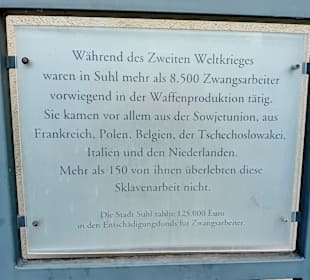 Während des Zweiten Weltkrieges
waren in Suhl mehr als 8.500 Zwangsarbeiter
vorwiegend in der Waffenproduktion tätig.
Sie kamen vor allem aus der Sowjetunion, aus
Frankreich, Polen, Belgien, der Tschechoslowakei,
Italien und den Niederlanden.
Mehr als 150 von ihnen überlebten diese
Sklavenarbeit nicht.
Die Stadt Suhl zahlte 125.000 Euro
in den Entschädigungsfonds für Zwangsarbeiter.